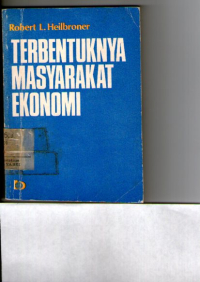 Robert L. Heilbroner
TERBENTUKNYA
MASYARAKAT
EKONOMI